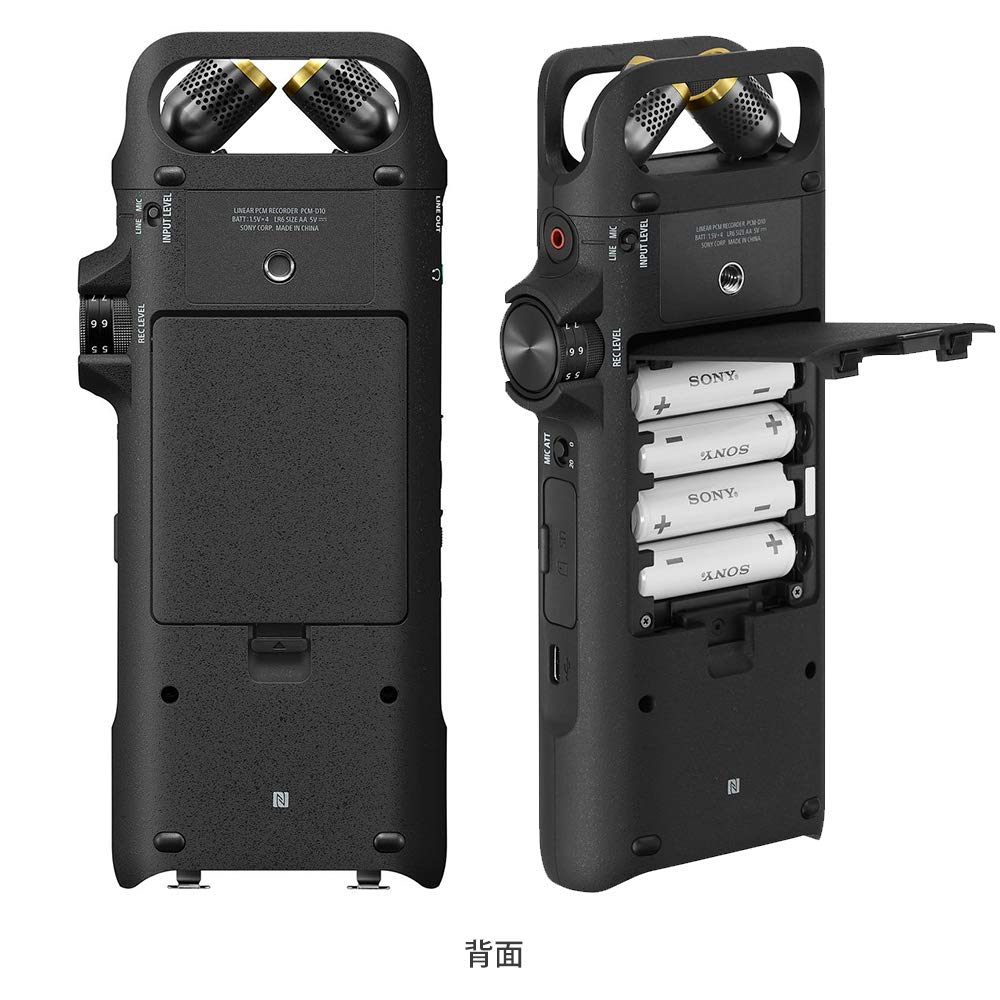 LINE MIC
INPUT LEVEL
LINEAR PCM RECORDER PCM-D10
BATT:1.5V×4 LR6 SIZE AA 5V
SONY CORP. MADE IN CHINA
LINE OUT
REC LEVEL
6 6
5 5
LINE MIC
INPUT LEVEL
LINEAR PCM RECORDER PCM-D10
BATT:1.5V×4 LR6 SIZE AA 5V
SONY CORP. MADE IN CHINA
REC LEVEL
6 6
5 5
MIC ATT
20 0
+ SONY -
- SONY +
+ SONY -
- SONY +
背面